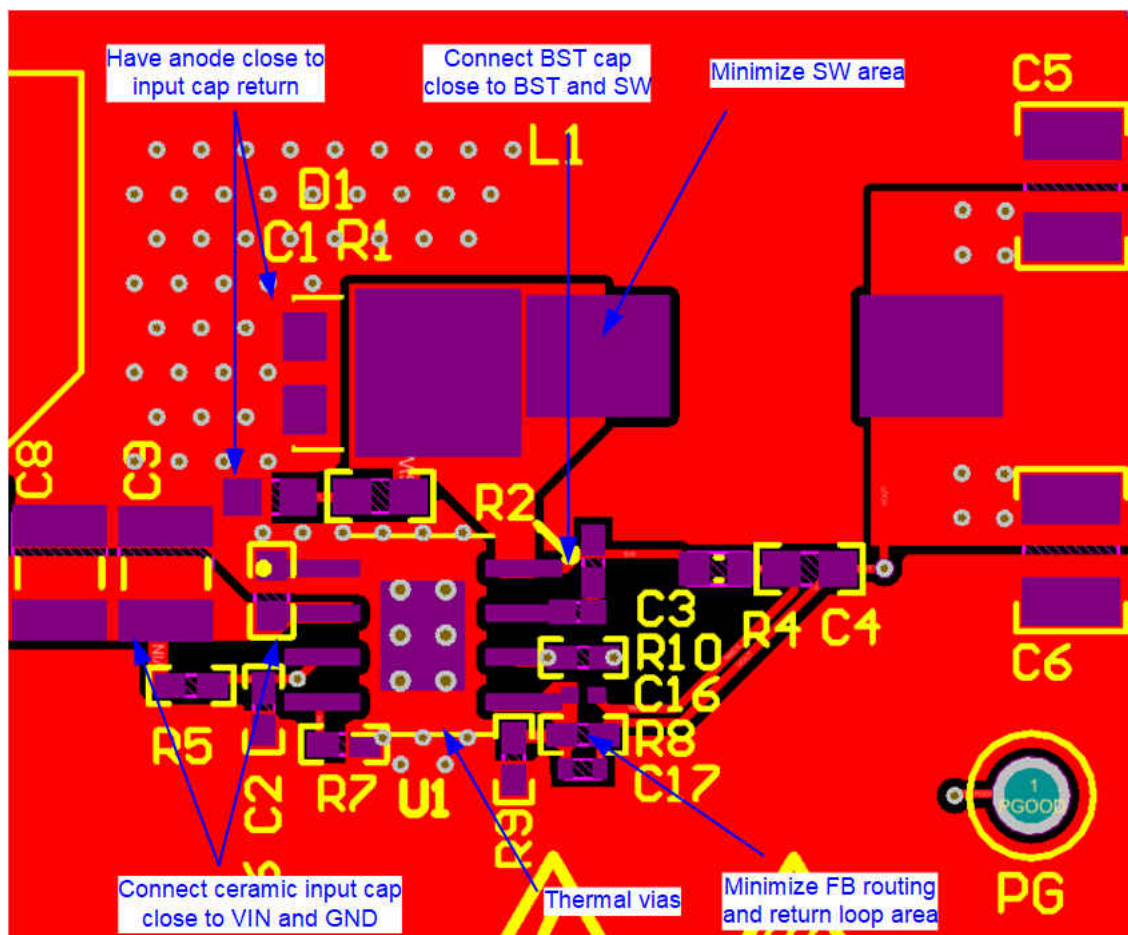 Have anode close to
input cap return
Connect BST cap
close to BST and SW
Minimize SW area
C5
L1
D1
C1 R1
C8
C9
R2
C3
R4
C4
R10
C16
C6
R5
C2
R7
U1
R9
R8
C17
1
PGOOD
PG
VIN
Connect ceramic input cap
close to VIN and GND
Thermal vias
Minimize FB routing
and return loop area